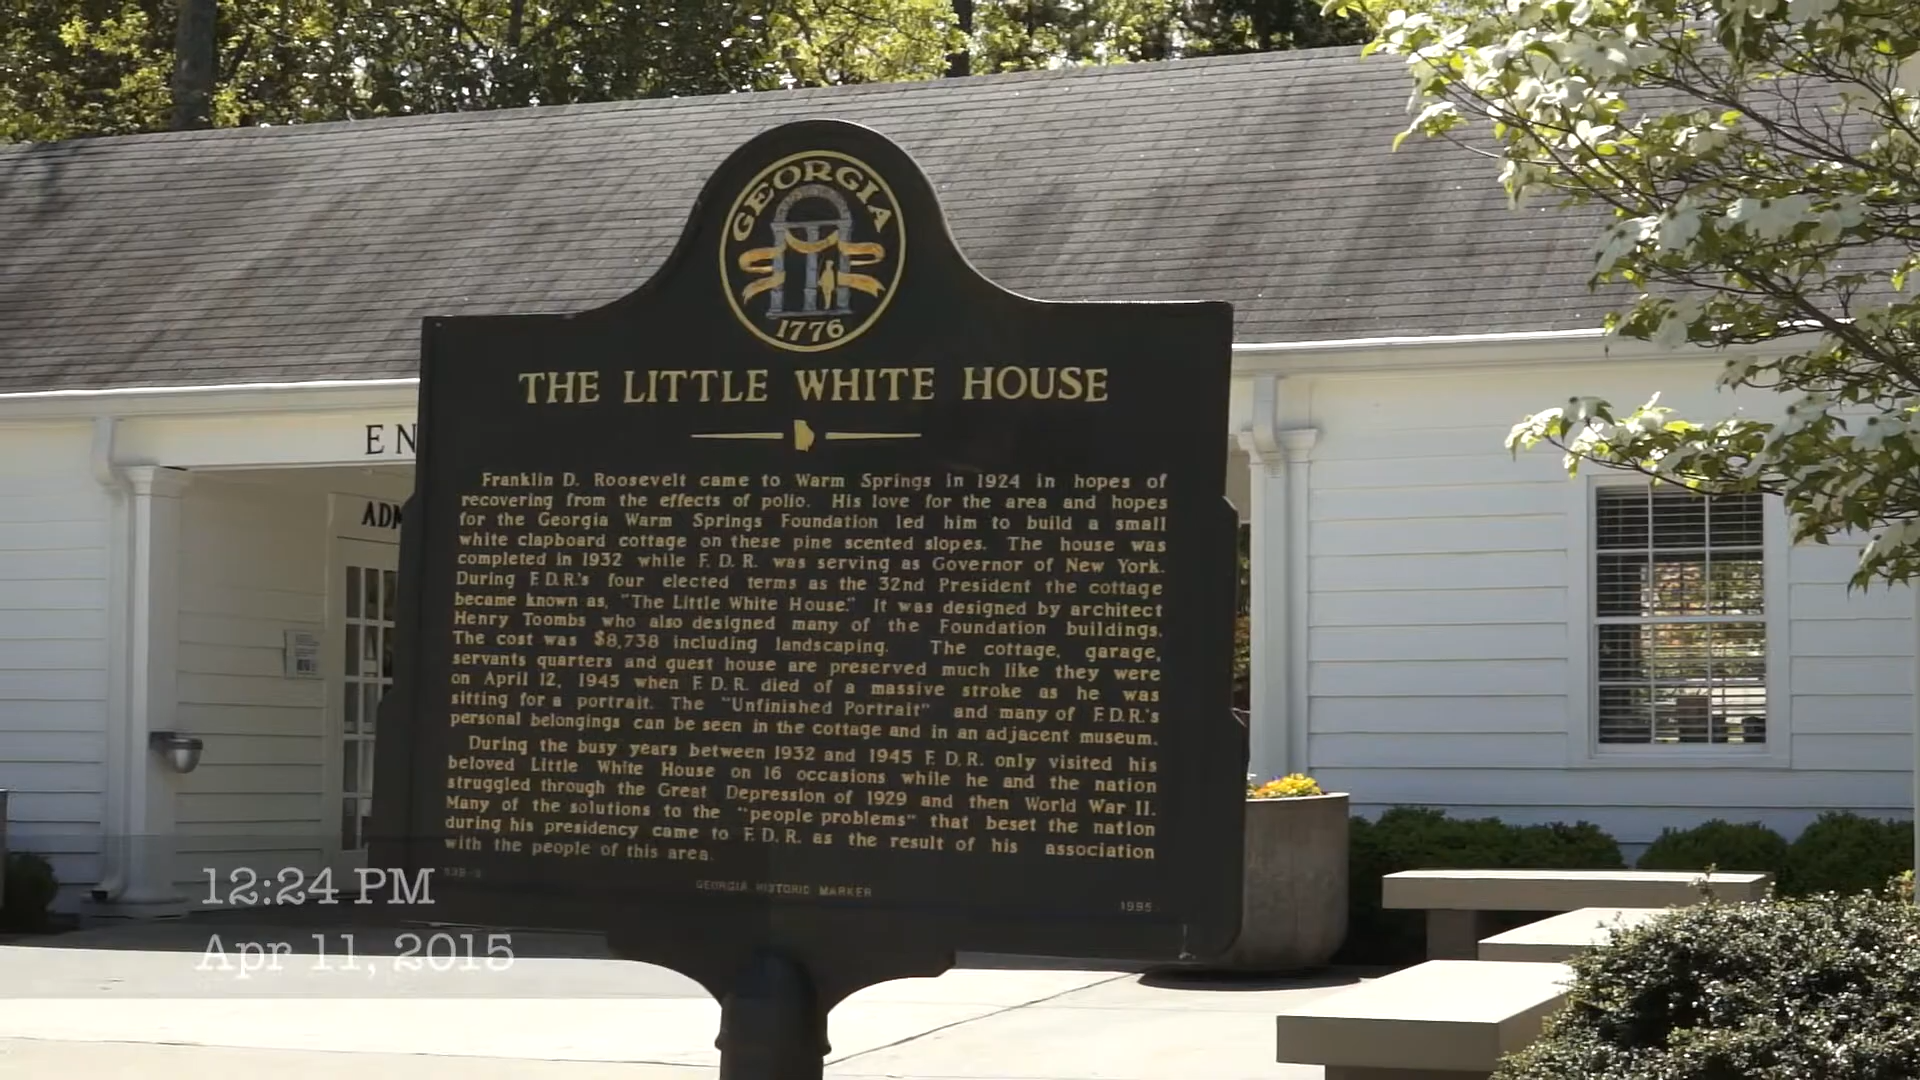 GEORGIA
1776
THE LITTLE WHITE HOUSE
EN
ADM
Franklin D. Roosevelt came to Warm Springs in 1924 in hopes of
recovering from the effects of polio. His love for the area and hopes
for the Georgia Warm Springs Foundation led him to build a small
white clapboard cottage on these pine scented slopes. The house was
completed in 1932 while F. D. R. was serving as Governor of New York.
During F.D.R.'s four elected terms as the 32nd President the cottage
became known as, "The Little White House." It was designed by architect
Henry Toombs who also designed many of the Foundation buildings.
The cost was $8,738 including landscaping. The cottage, garage,
servants quarters and guest house are preserved much like they were
on April 12, 1945 when F. D. R. died of a massive stroke as he was
sitting for a portrait. The "Unfinished Portrait" and many of F.D.R.'s
personal belongings can be seen in the cottage and in an adjacent museum.
During the busy years between 1932 and 1945 F. D. R. only visited his
beloved Little White House on 16 occasions while he and the nation
struggled through the Great Depression of 1929 and then World War II.
Many of the solutions to the "people problems" that beset the nation
during his presidency came to F. D. R. as the result of his association
with the people of this area.
GEORGIA HISTORIC MARKER
1995
12:24 PM
Apr 11, 2015